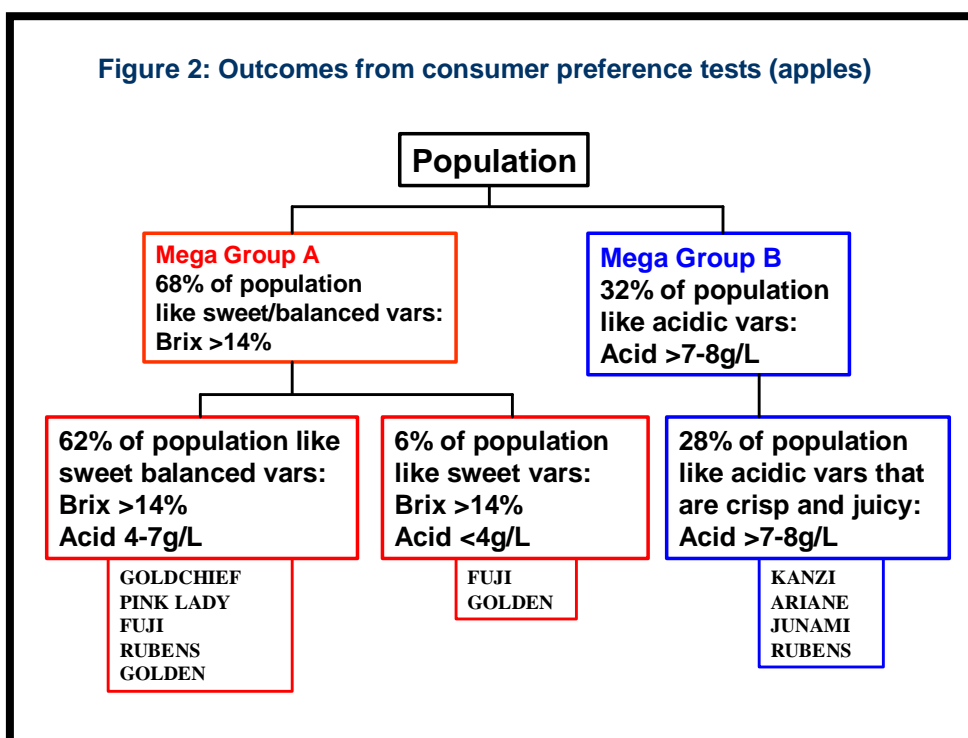 Figure 2: Outcomes from consumer preference tests (apples)
Population
Mega Group A
68% of population
like sweet/balanced vars:
Brix >14%
Mega Group B
32% of population
like acidic vars:
Acid >7-8g/L
62% of population like
sweet balanced vars:
Brix >14%
Acid 4-7g/L
6% of population
like sweet vars:
Brix >14%
Acid <4g/L
28% of population
like acidic vars that
are crisp and juicy:
Acid >7-8g/L
GOLDCHIEF
PINK LADY
FUJI
RUBENS
GOLDEN
FUJI
GOLDEN
KANZI
ARIANE
JUNAMI
RUBENS